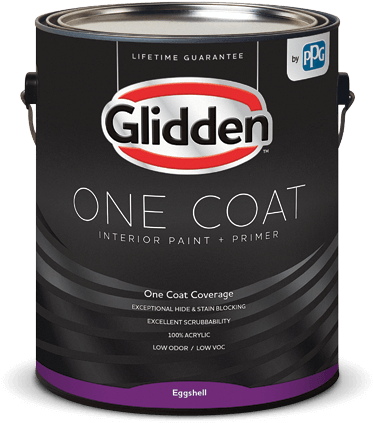 LIFETIME GUARANTEE
by PPG
Glidden™
ONE COAT
INTERIOR PAINT + PRIMER
One Coat Coverage
EXCEPTIONAL HIDE & STAIN BLOCKING
EXCELLENT SCRUBBABILITY
100% ACRYLIC
LOW ODOR / LOW VOC
Eggshell